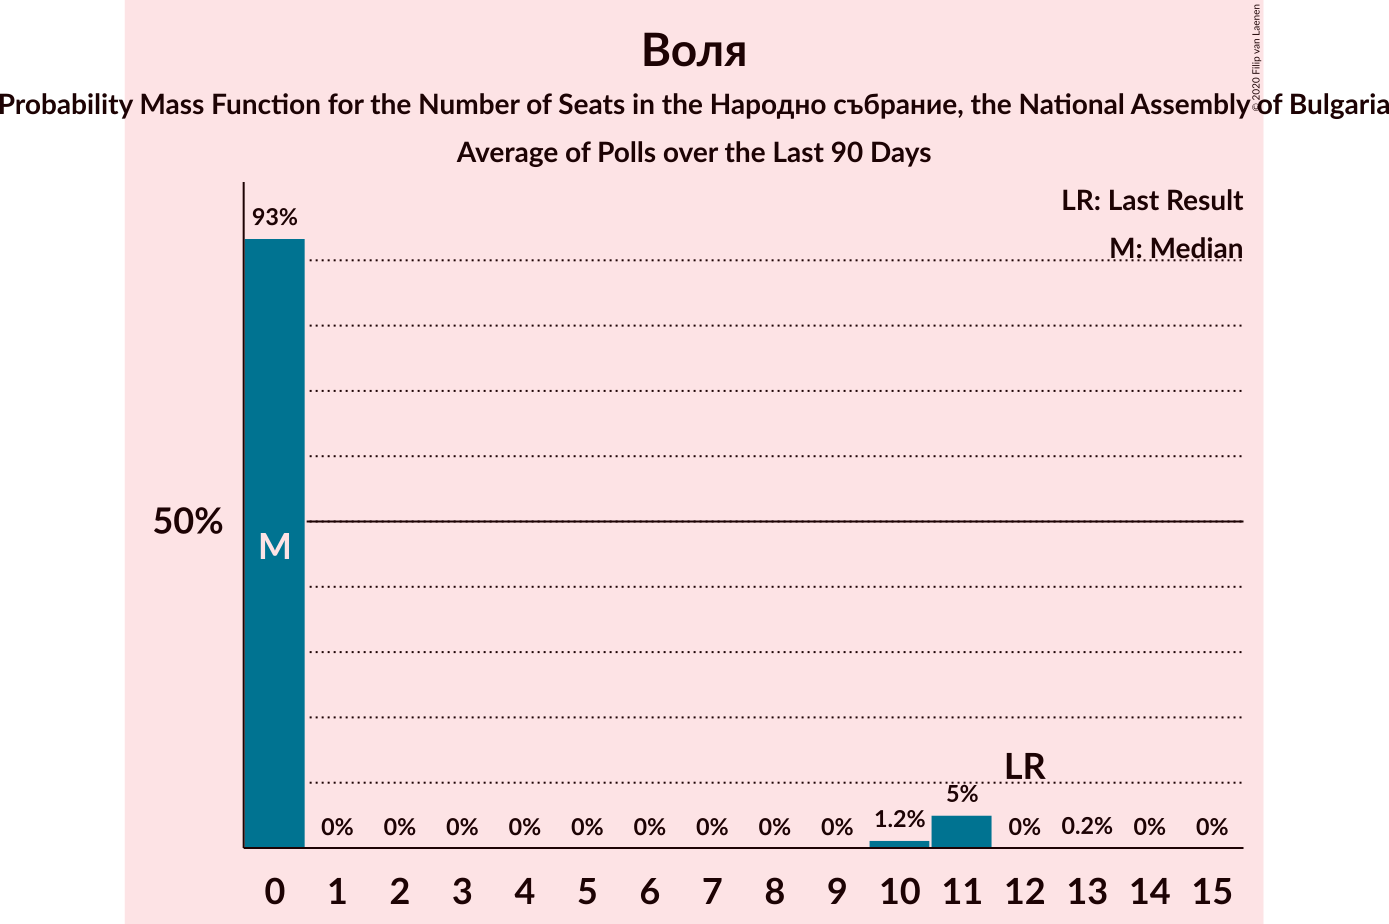 Воля
Probability Mass Function for the Number of Seats in the Народно събрание, the National Assembly of Bulgaria
Average of Polls over the Last 90 Days
© 2020 Filip van Laenen
LR: Last Result
M: Median
93%
50%
M
LR
5%
0% 0% 0% 0% 0% 0% 0% 0% 0% 1.2% 0% 0.2% 0% 0%
0 1 2 3 4 5 6 7 8 9 10 11 12 13 14 15